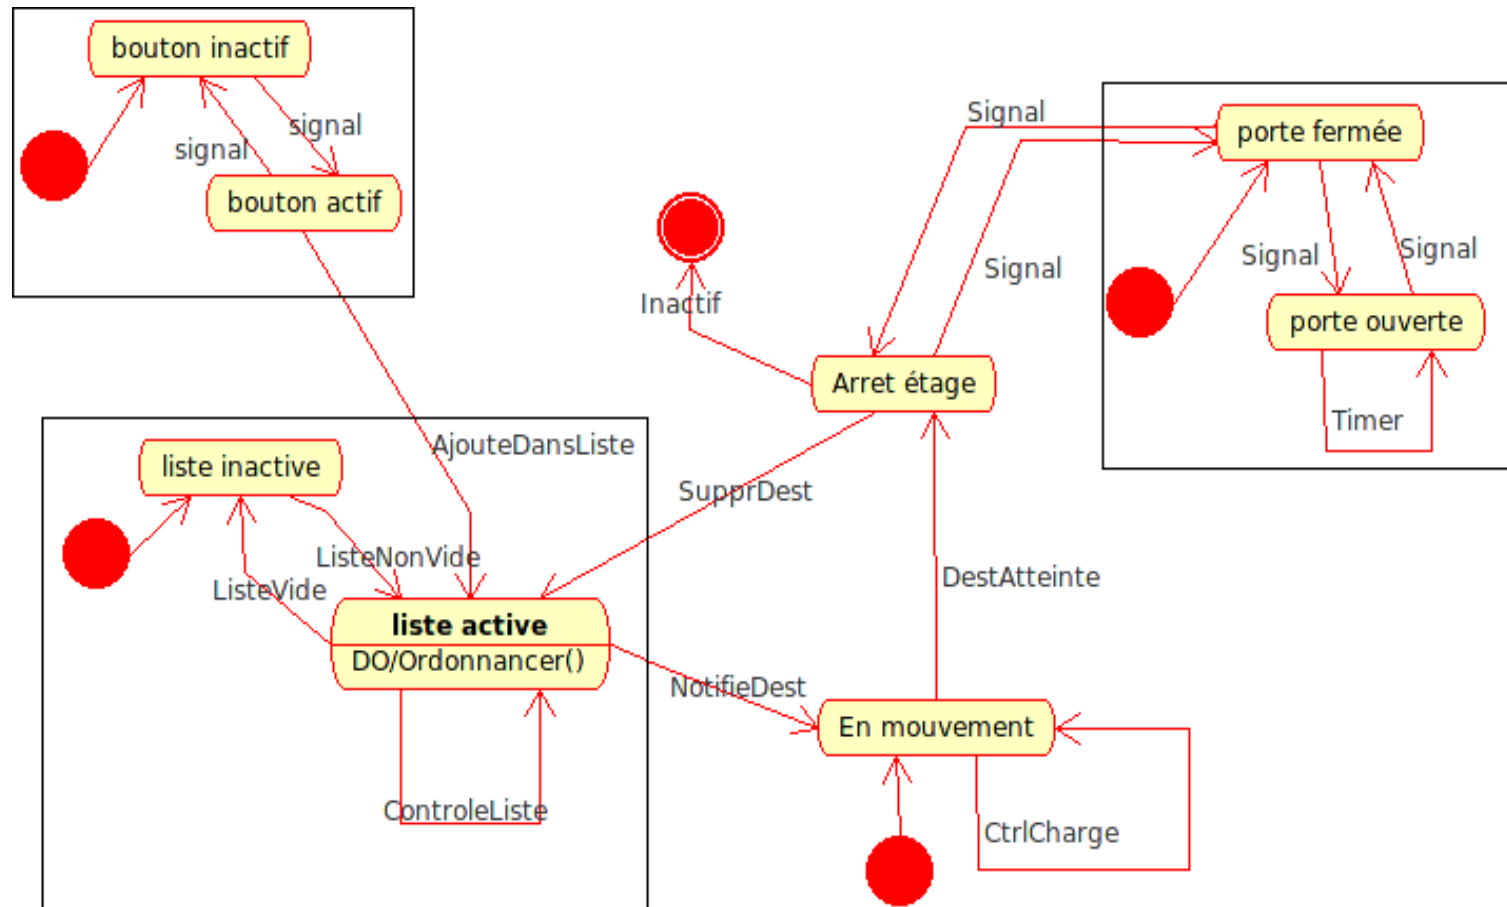 bouton inactif
signal
signal
bouton actif
Signal
porte fermée
Signal
Signal
Signal
porte ouverte
Timer
Inactif
Arret étage
AjouteDansListe
liste inactive
SupprDest
ListeNonVide
ListeVide
DestAtteinte
liste active
DO/Ordonnancer()
NotifieDest
En mouvement
ControleListe
CtrlCharge